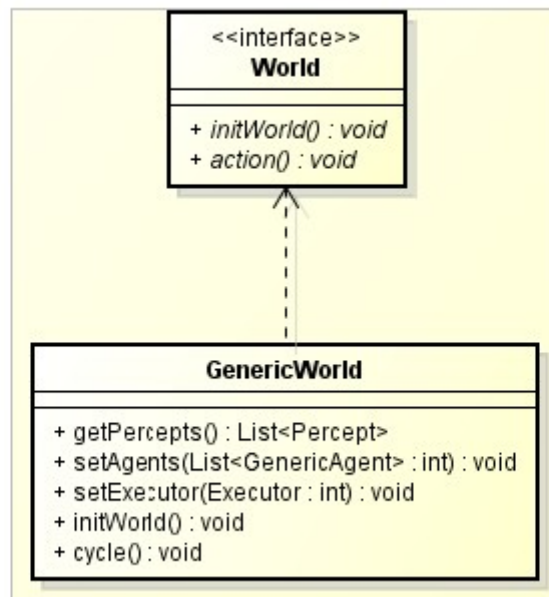 <<interface>>
World
+ initWorld() : void
+ action() : void
GenericWorld
+ getPercepts() : List<Percept>
+ setAgents(List<GenericAgent> : int) : void
+ setExecutor(Executor : int) : void
+ initWorld() : void
+ cycle() : void